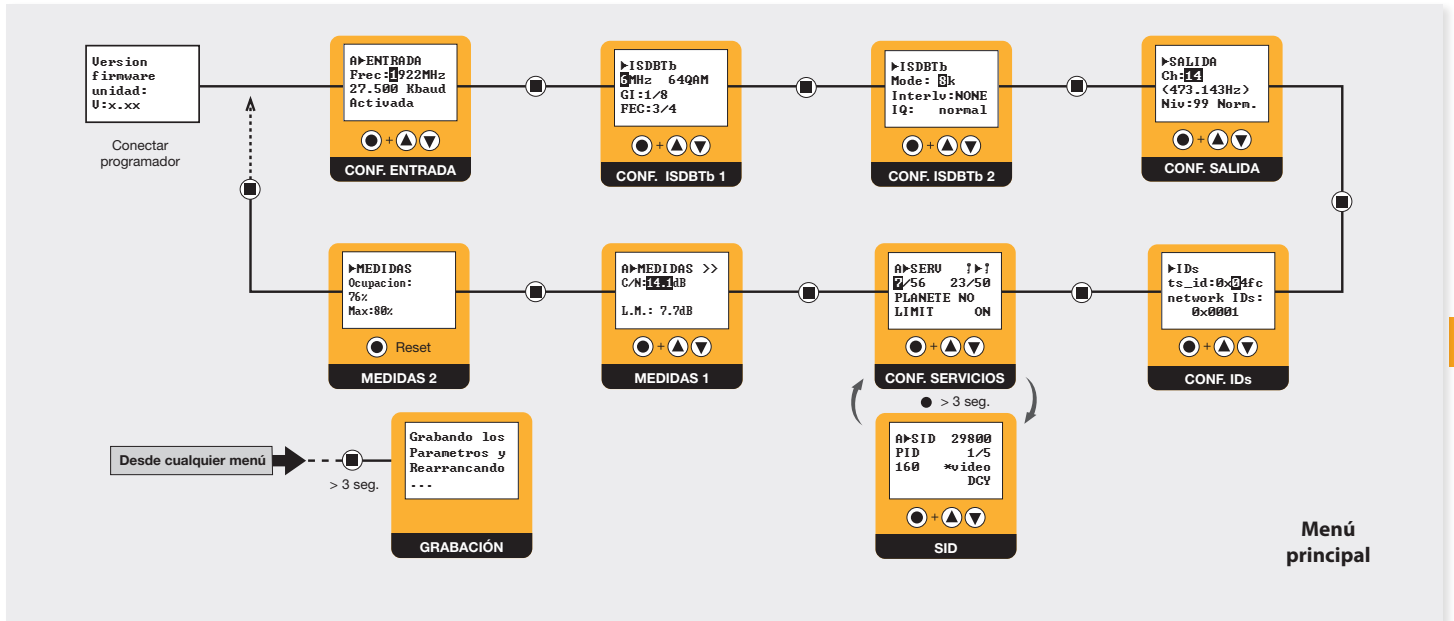 Version
firmware
unidad:
V:x.xx
Conectar
programador
A▶ENTRADA
Frec:1922MHz
27.500 Kbaud
Activada
+
CONF. ENTRADA
▶ISDBTb
6MHz 64QAM
GI:1/8
FEC:3/4
+
CONF. ISDBTb 1
▶ISDBTb
Mode: 8k
Interlv:NONE
IQ: normal
+
CONF. ISDBTb 2
▶SALIDA
Ch:14
(473.143Hz)
Niv:99 Norm.
+
CONF. SALIDA
▶MEDIDAS
Ocupacion:
76%
Max:80%
Reset
MEDIDAS 2
A▶MEDIDAS >>
C/N:14.1dB
L.M.: 7.7dB
+
MEDIDAS 1
A▶SERV
7/56 23/50
PLANETE NO
LIMIT ON
+
CONF. SERVICIOS
> 3 seg.
▶IDs
ts_id:0x04fc
network IDs:
0x0001
+
CONF. IDs
A▶SID 29800
PID 1/5
160 *video
DCY
+
SID
Desde cualquier menú
> 3 seg.
Grabando los
Parametros y
Rearrancando
...
GRABACIÓN
Menú
principal